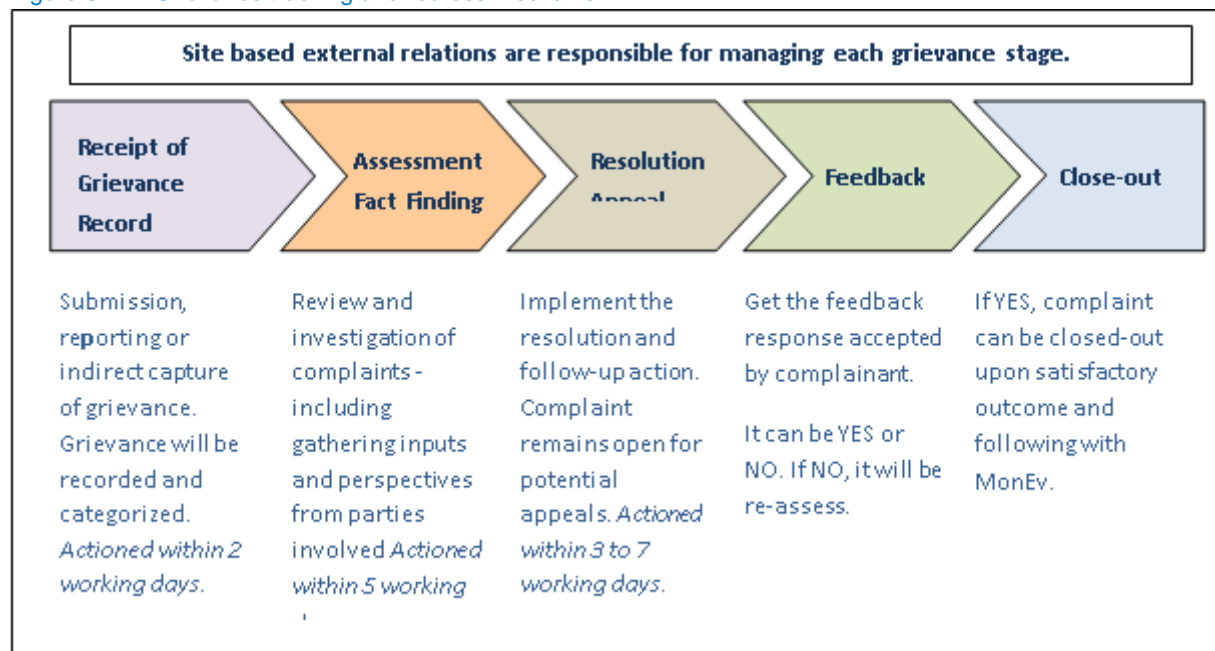 Site based external relations are responsible for managing each grievance stage.
Receipt of
Grievance
Record
Assessment
Fact Finding
Resolution
Appeal
Feedback
Close-out
Submission,
reporting or
indirect capture
of grievance.
Grievance will be
recorded and
categorized.
Actioned within 2
working days.
Review and
investigation of
complaints -
including
gathering inputs
and perspectives
from parties
involved Actioned
within 5 working
Implement the
resolution and
follow-up action.
Complaint
remains open for
potential
appeals. Actioned
within 3 to 7
working days.
Get the feedback
response accepted
by complainant.
It can be YES or
NO. If NO, it will be
re-assess.
If YES, complaint
can be closed-out
upon satisfactory
outcome and
following with
MonEv.